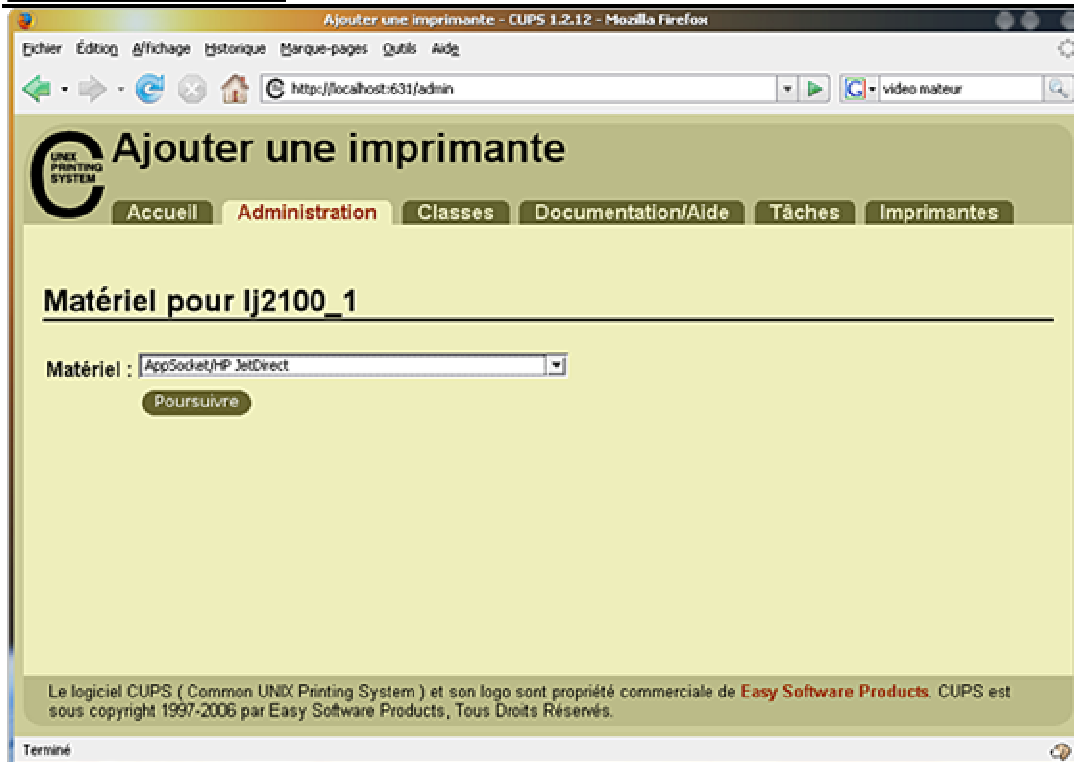 Ajouter une imprimante - CUPS 1.2.12 - Mozilla Firefox
Eichier Édition Affichage Historique Marque-pages Outils Aide
http://localhost:631/admin
video mateur
UNIX
PRINTING
SYSTEM
Ajouter une imprimante
Accueil Administration Classes Documentation/Aide Tâches Imprimantes
Matériel pour lj2100_1
Matériel : AppSocket/HP JetDirect
Poursuivre
Le logiciel CUPS ( Common UNIX Printing System ) et son logo sont propriété commerciale de Easy Software Products. CUPS est
sous copyright 1997-2006 par Easy Software Products, Tous Droits Réservés.
Terminé